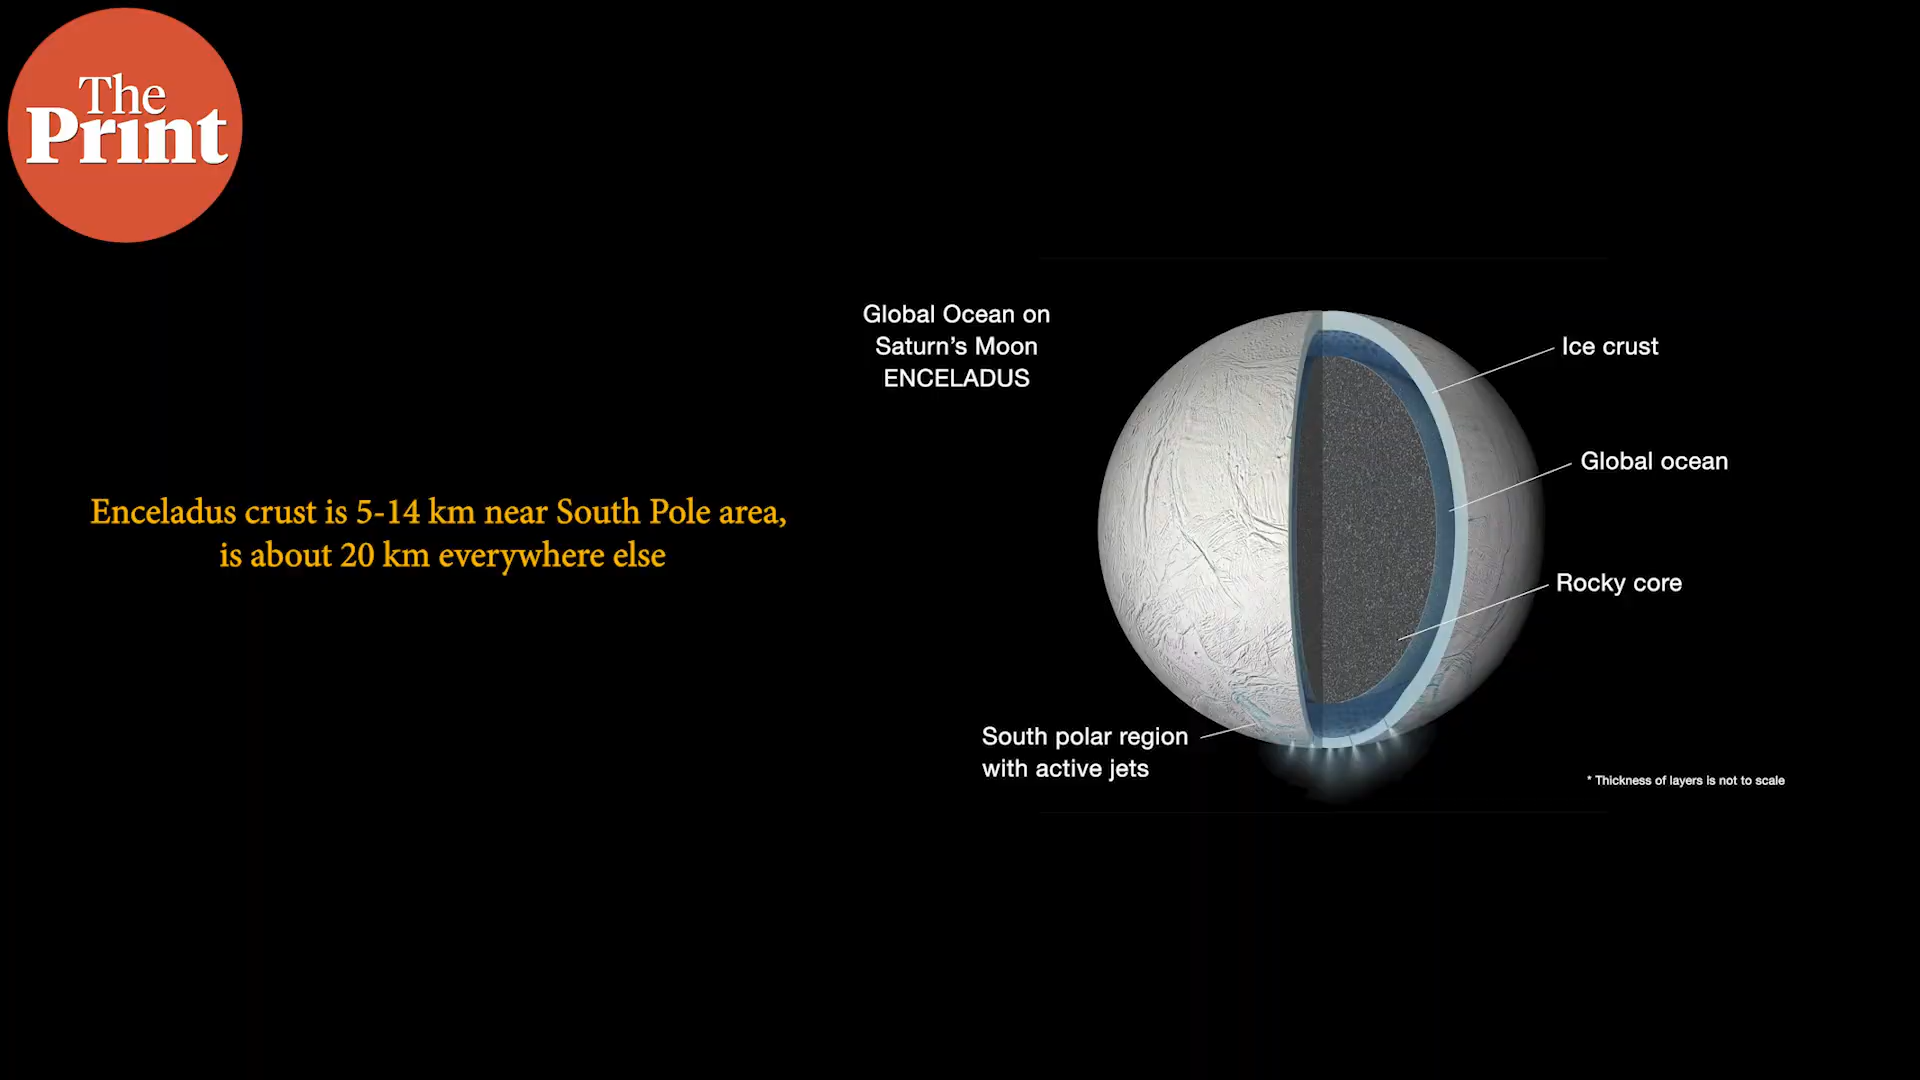 The
Print
Global Ocean on
Saturn's Moon
ENCELADUS
Ice crust
Global ocean
Enceladus crust is 5-14 km near South Pole area,
is about 20 km everywhere else
Rocky core
South polar region
with active jets
* Thickness of layers is not to scale